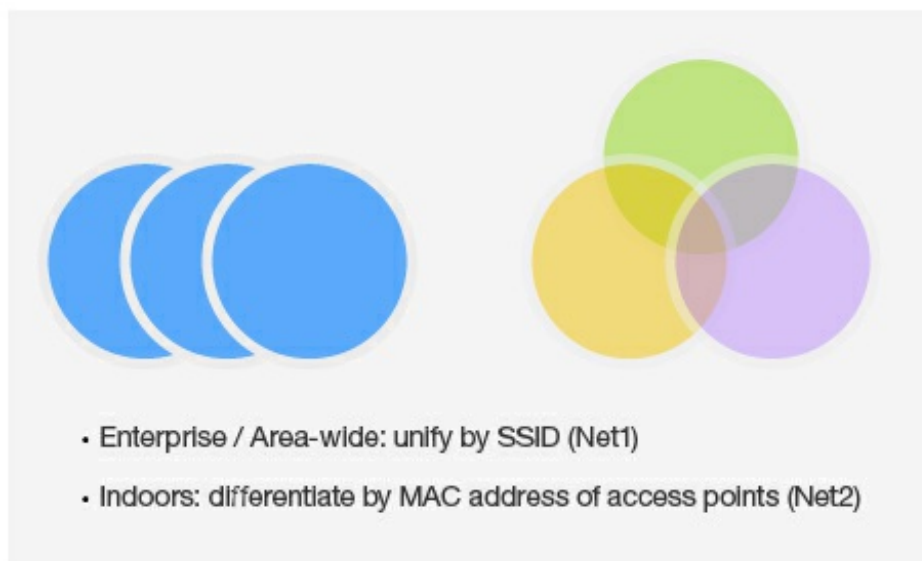 • Enterprise / Area-wide: unify by SSID (Net1)
• Indoors: differentiate by MAC address of access points (Net2)